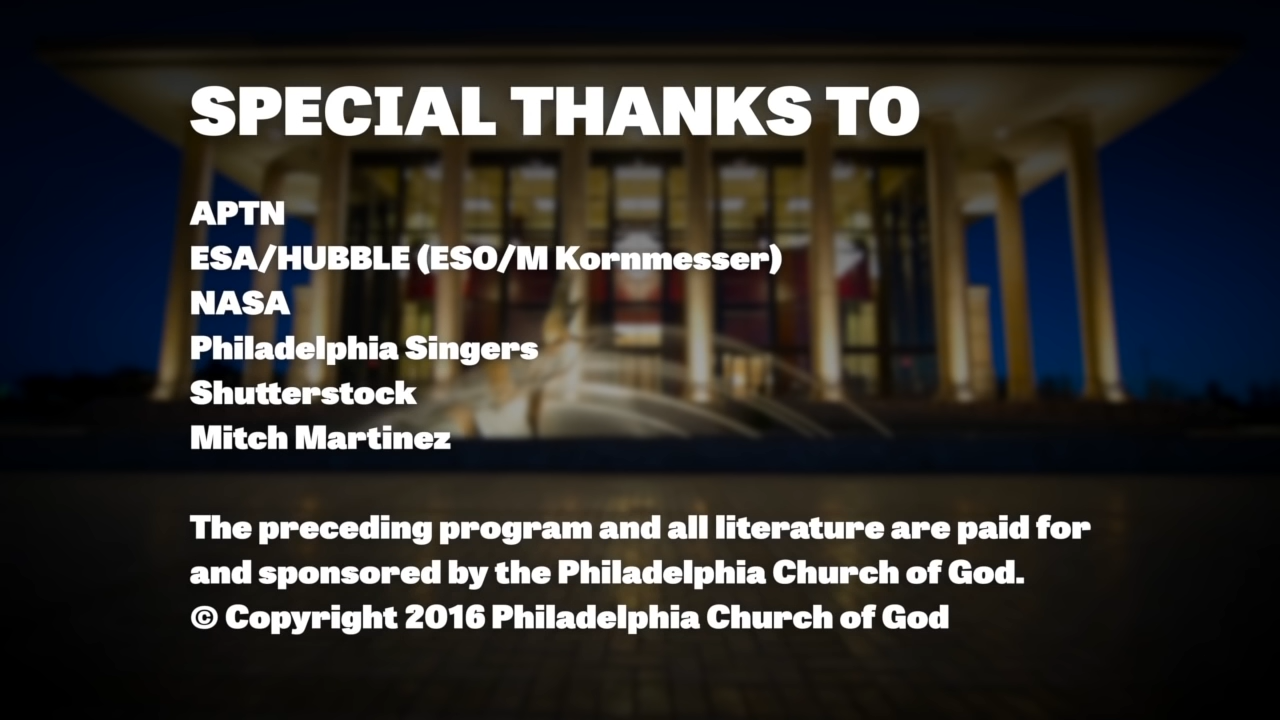 SPECIAL THANKS TO
APTN
ESA/HUBBLE (ESO/M Kornmesser)
NASA
Philadelphia Singers
Shutterstock
Mitch Martinez
The preceding program and all literature are paid for
and sponsored by the Philadelphia Church of God.
© Copyright 2016 Philadelphia Church of God